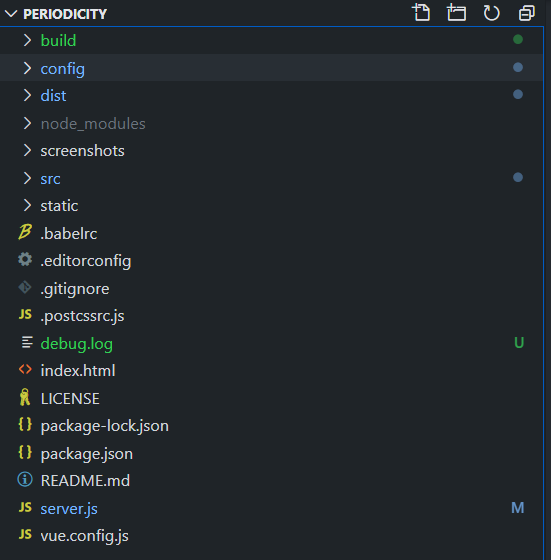 PERIODICITY
build
config
dist
node_modules
screenshots
src
static
.babelrc
.editorconfig
.gitignore
JS .postcssrc.js
debug.log U
index.html
LICENSE
{} package-lock.json
{} package.json
README.md
JS server.js M
JS vue.config.js